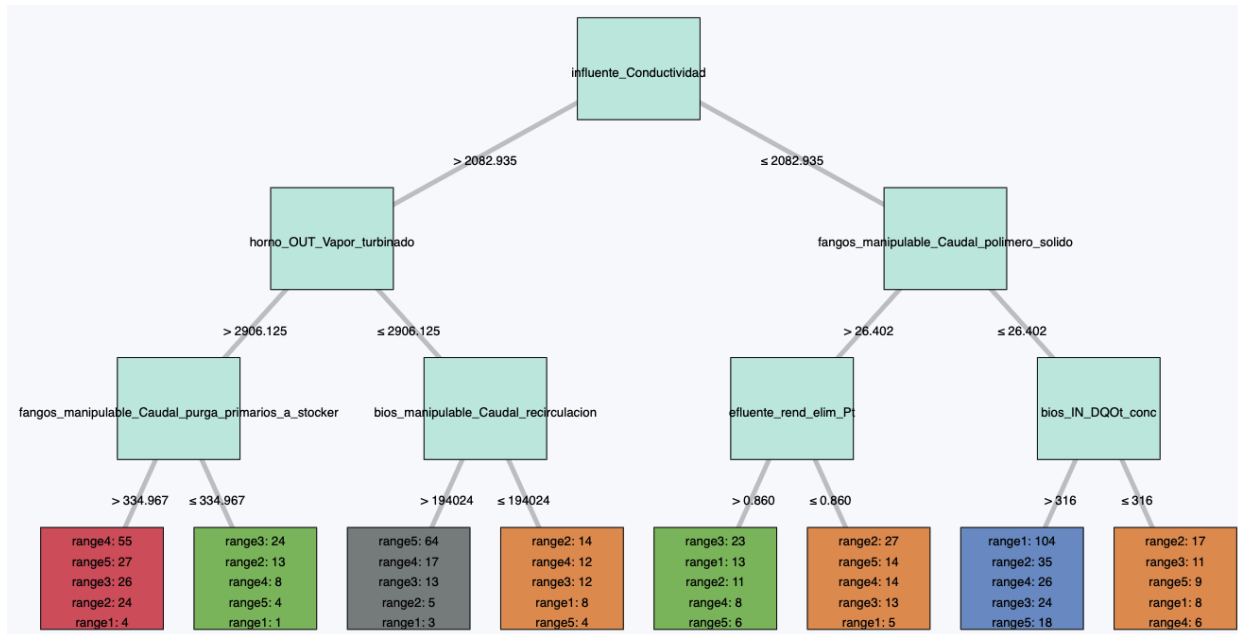 influente_Conductividad
> 2082.935
≤ 2082.935
horno_OUT_Vapor_turbinado
fangos_manipulable_Caudal_polimero_solido
> 2906.125
≤ 2906.125
> 26.402
≤ 26.402
fangos_manipulable_Caudal_purga_primarios_a_stocker
bios_manipulable_Caudal_recirculacion
efluente_rend_elim_Pt
bios_IN_DQOt_conc
> 334.967
≤ 334.967
> 194024
≤ 194024
> 0.860
≤ 0.860
> 316
≤ 316
range4: 55
range5: 27
range3: 26
range2: 24
range1: 4
range3: 24
range2: 13
range4: 8
range5: 4
range1: 1
range5: 64
range4: 17
range3: 13
range2: 5
range1: 3
range2: 14
range4: 12
range3: 12
range1: 8
range5: 4
range3: 23
range1: 13
range2: 11
range4: 8
range5: 6
range2: 27
range5: 14
range4: 14
range3: 13
range1: 5
range1: 104
range2: 35
range4: 26
range3: 24
range5: 18
range2: 17
range3: 11
range5: 9
range1: 8
range4: 6